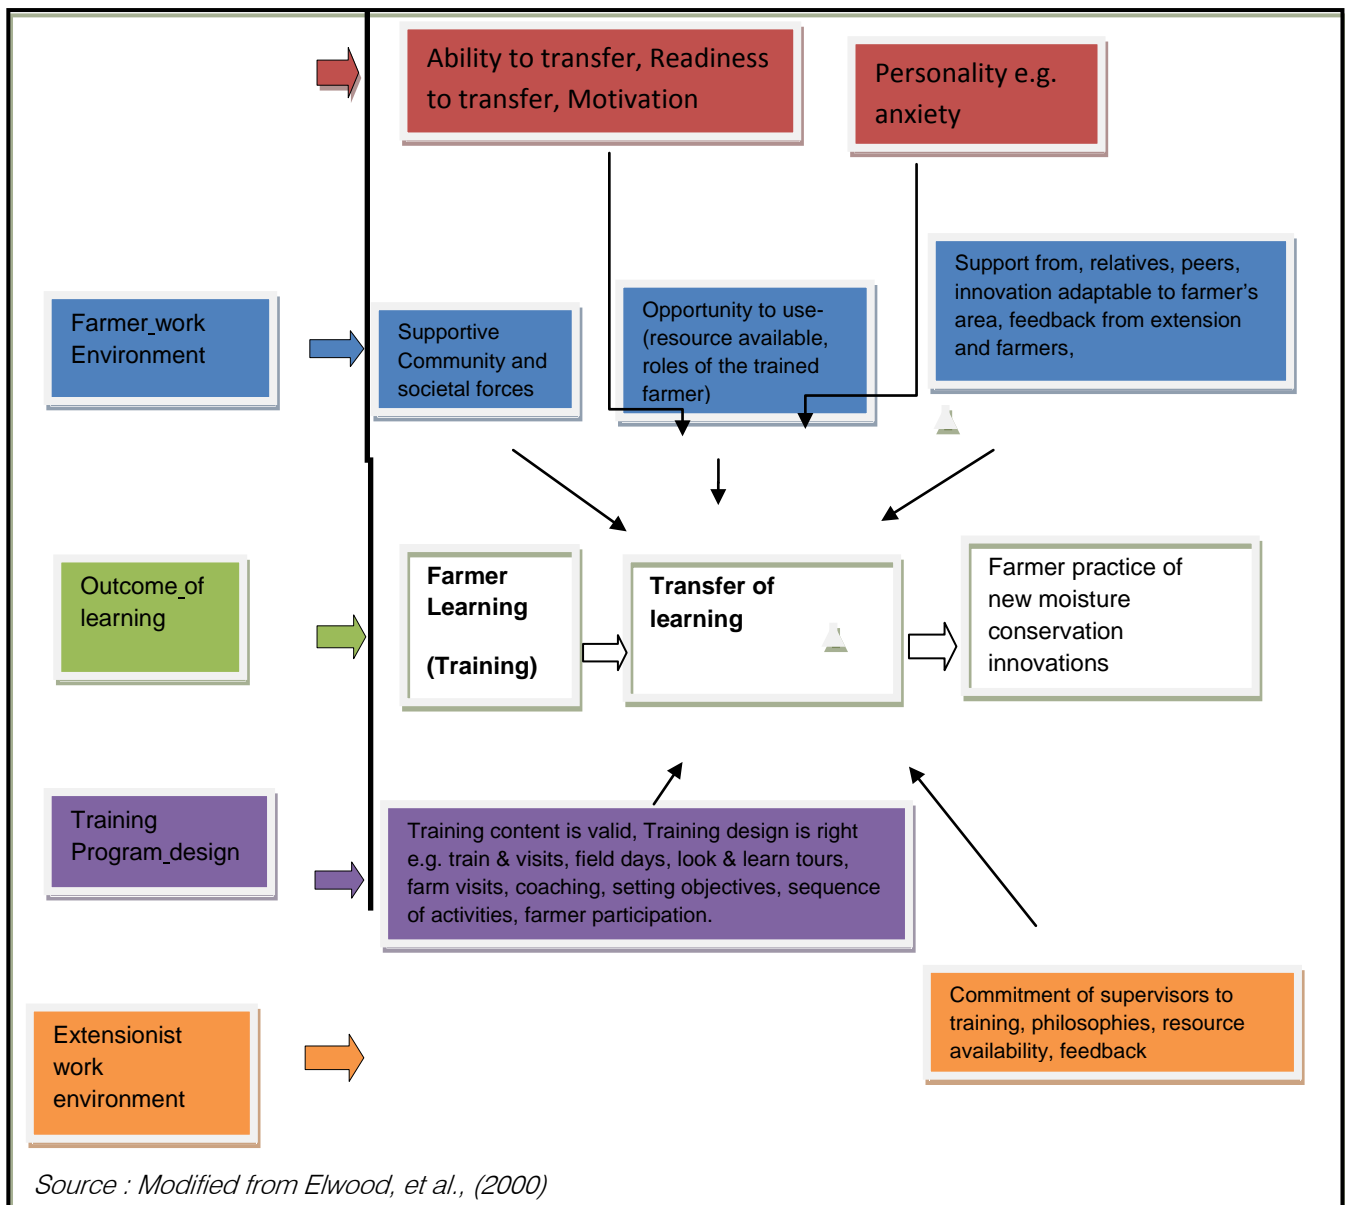 Ability to transfer, Readiness
to transfer, Motivation
Personality e.g.
anxiety
Farmer work
Environment
Supportive
Community and
societal forces
Opportunity to use-
(resource available,
roles of the trained
farmer)
Support from, relatives, peers,
innovation adaptable to farmer's
area, feedback from extension
and farmers,
Outcome of
learning
Farmer
Learning
(Training)
Transfer of
learning
Farmer practice of
new moisture
conservation
innovations
Training
Program design
Training content is valid, Training design is right
e.g. train & visits, field days, look & learn tours,
farm visits, coaching, setting objectives, sequence
of activities, farmer participation.
Extensionist
work
environment
Commitment of supervisors to
training, philosophies, resource
availability, feedback
Source : Modified from Elwood, et al., (2000)